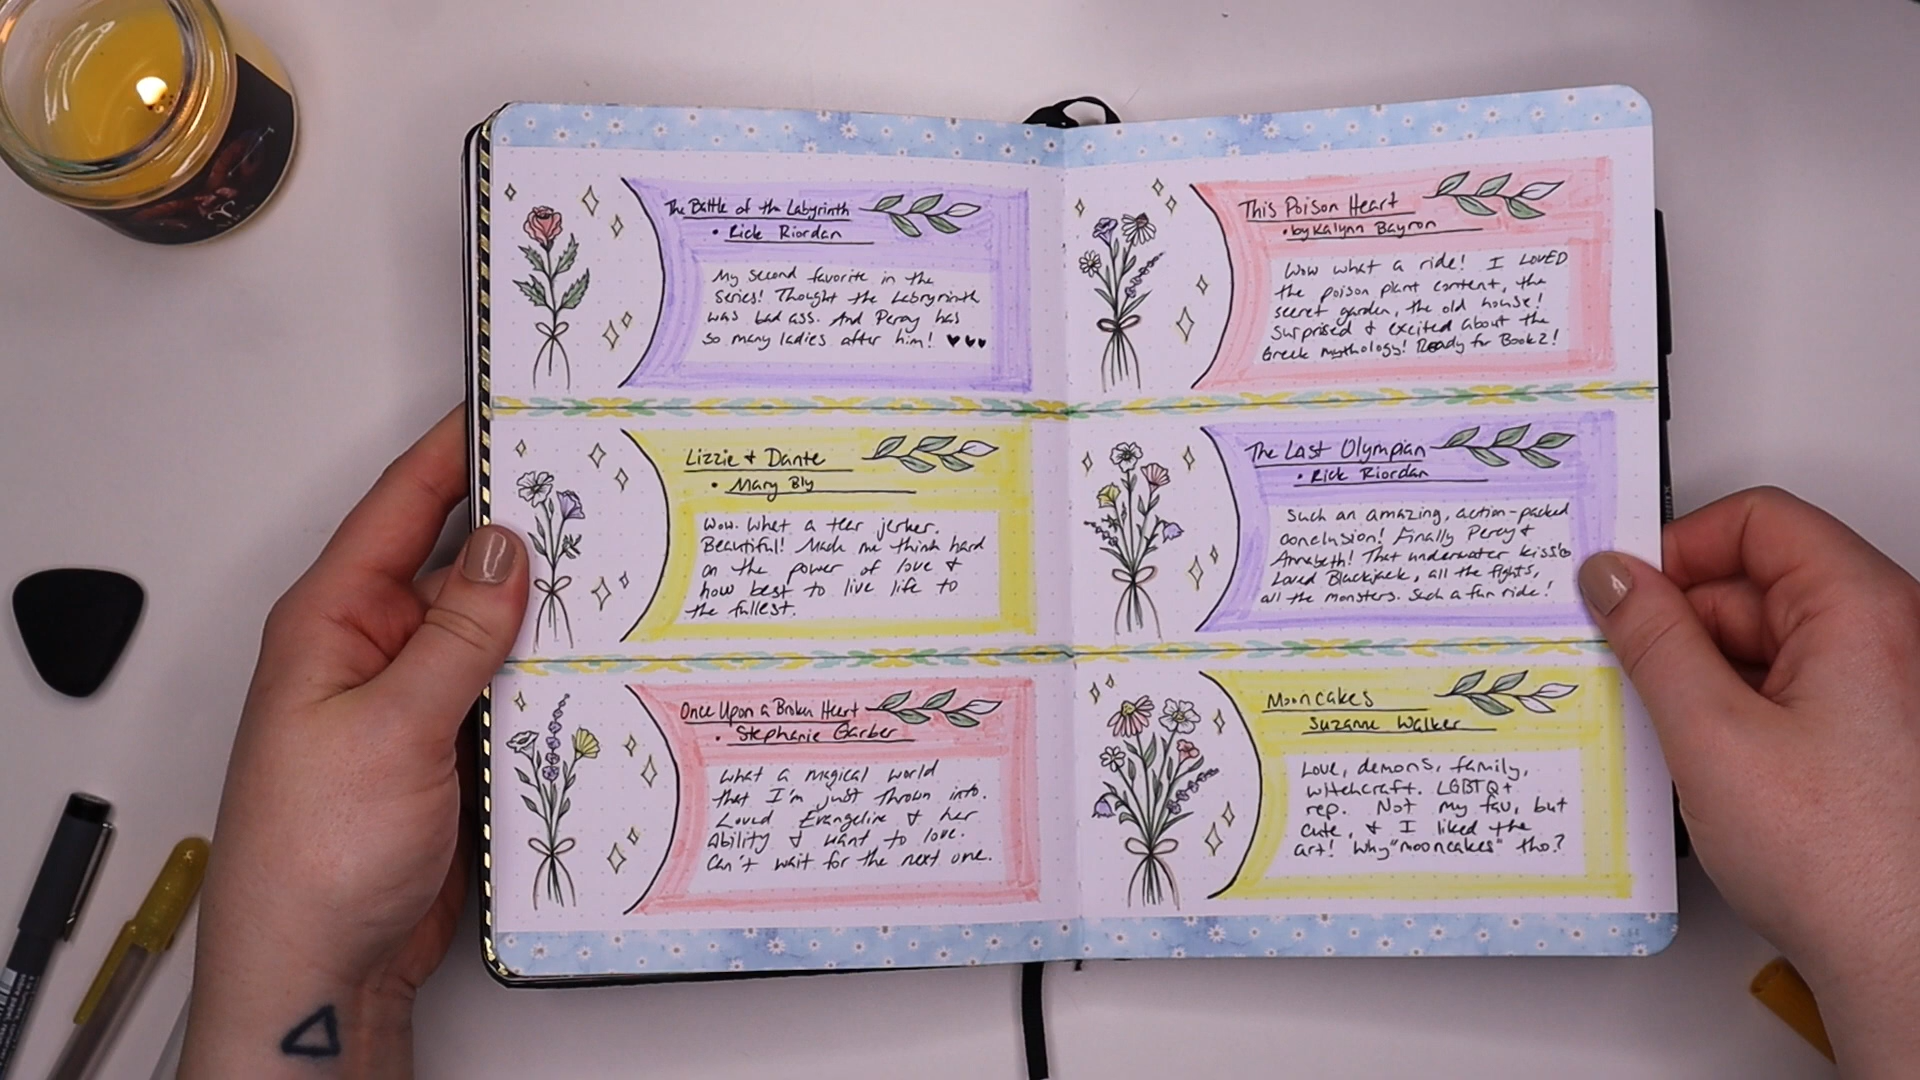 The Battle of the Labyrinth
• Rick Riordan
My second favorite in the
series! Thought the Labryrinth
was bad ass. And Percy has
so many ladies after him! ♥♥♥
Lizzie & Dante
• Mary Bly
Wow. What a tear jerker.
Beautiful! Made me think hard
on the power of love &
how best to live life to
the fullest.
Once Upon a Broken Heart
• Stephanie Garber
What a magical world
that I'm just thrown into.
Loved Evangeline & her
ability & want to love.
Can't wait for the next one.
This Poison Heart
• by Kalynn Bayron
Wow what a ride! I LOVED
the poison plant content, the
secret garden, the old house!
Surprised & excited about the
Greek mythology! Ready for Book 2!
The Last Olympian
• Rick Riordan
Such an amazing, action-packed
conclusion! Finally Percy &
Annabeth! That underwater kiss!
Loved Blackjack, all the fights,
all the monsters. Such a fun ride!
Mooncakes
Suzanne Walker
Love, demons, family,
witchcraft. LGBTQ+
rep. Not my fav, but
cute, & I liked the
art! Why "mooncakes" tho?